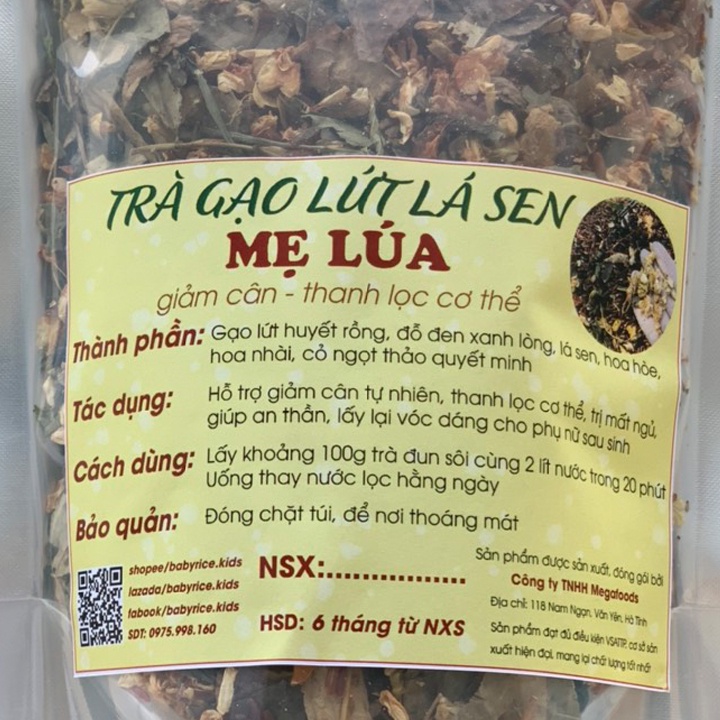 TRÀ GẠO LỨT LÁ SEN
MẸ LÚA
giảm cân - thanh lọc cơ thể
Thành phần: Gạo lứt huyết rồng, đỗ đen xanh lòng, lá sen, hoa hòe,
hoa nhài, cỏ ngọt thảo quyết minh
Tác dụng: Hỗ trợ giảm cân tự nhiên, thanh lọc cơ thể, trị mất ngủ,
giúp an thần, lấy lại vóc dáng cho phụ nữ sau sinh
Cách dùng: Lấy khoảng 100g trà đun sôi cùng 2 lít nước trong 20 phút
Uống thay nước lọc hằng ngày
Bảo quản: Đóng chặt túi, để nơi thoáng mát
shopee/babyrice.kids
lazada/babyrice.kids
fabook/babyrice.kids
SDT: 0975.998.160
NSX:................
HSD: 6 tháng từ NXS
Sản phẩm được sản xuất, đóng gói bởi
Công ty TNHH Megafoods
Địa chỉ: 118 Nam Ngạn, Văn Yên, Hà Tĩnh
Sản phẩm đạt đủ điều kiện VSATTP, cơ sở sản
xuất hiện đại, mang lại chất lượng tốt nhất